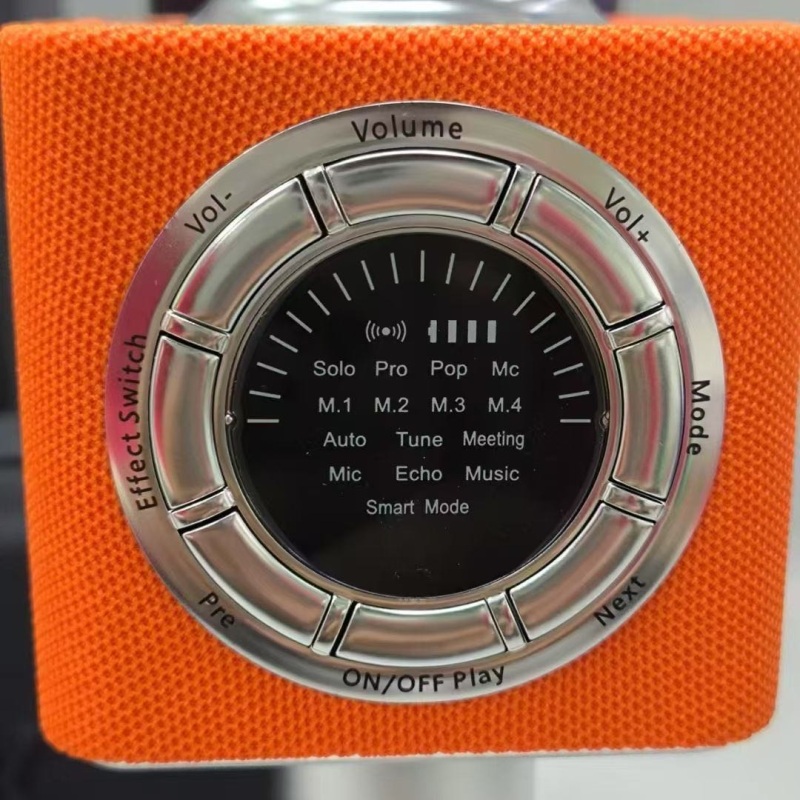 Volume
Vol-
Vol+
Effect Switch
Mode
Solo Pro Pop Mc
M.1 M.2 M.3 M.4
Auto Tune Meeting
Mic Echo Music
Smart Mode
Pre
Next
ON/OFF Play